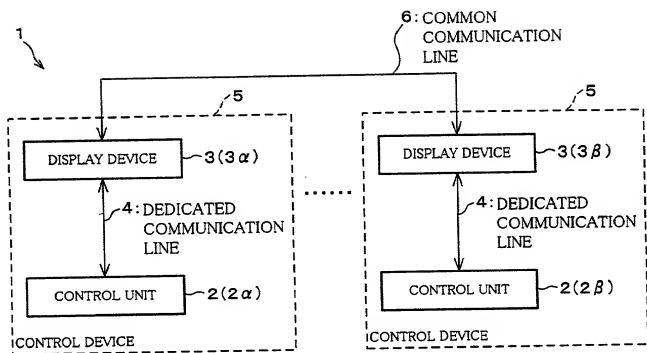 1
6: COMMON
COMMUNICATION
LINE
5
5
DISPLAY DEVICE
3(3α)
DISPLAY DEVICE
3(3β)
4: DEDICATED
COMMUNICATION
LINE
4: DEDICATED
COMMUNICATION
LINE
CONTROL UNIT
2(2α)
CONTROL UNIT
2(2β)
CONTROL DEVICE
CONTROL DEVICE